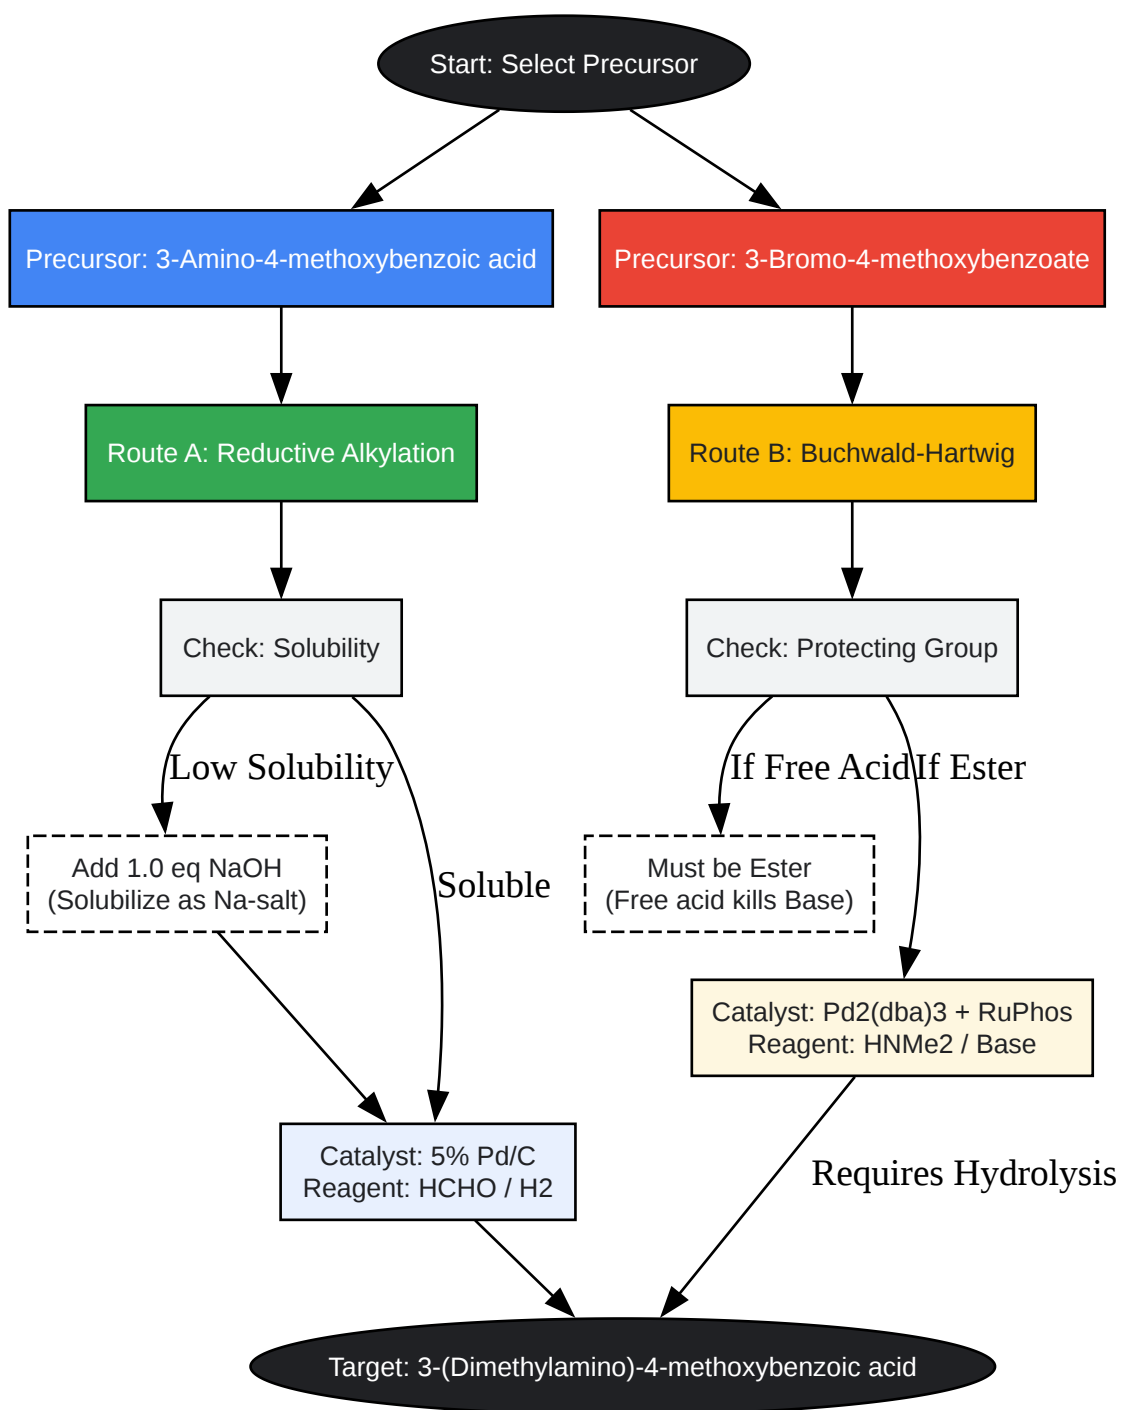 Start: Select Precursor
Precursor: 3-Amino-4-methoxybenzoic acid
Precursor: 3-Bromo-4-methoxybenzoate
Route A: Reductive Alkylation
Route B: Buchwald-Hartwig
Check: Solubility
Check: Protecting Group
Low Solubility
If Free Acid
If Ester
Add 1.0 eq NaOH
(Solubilize as Na-salt)
Soluble
Must be Ester
(Free acid kills Base)
Catalyst: Pd2(dba)3 + RuPhos
Reagent: HNMe2 / Base
Catalyst: 5% Pd/C
Reagent: HCHO / H2
Requires Hydrolysis
Target: 3-(Dimethylamino)-4-methoxybenzoic acid